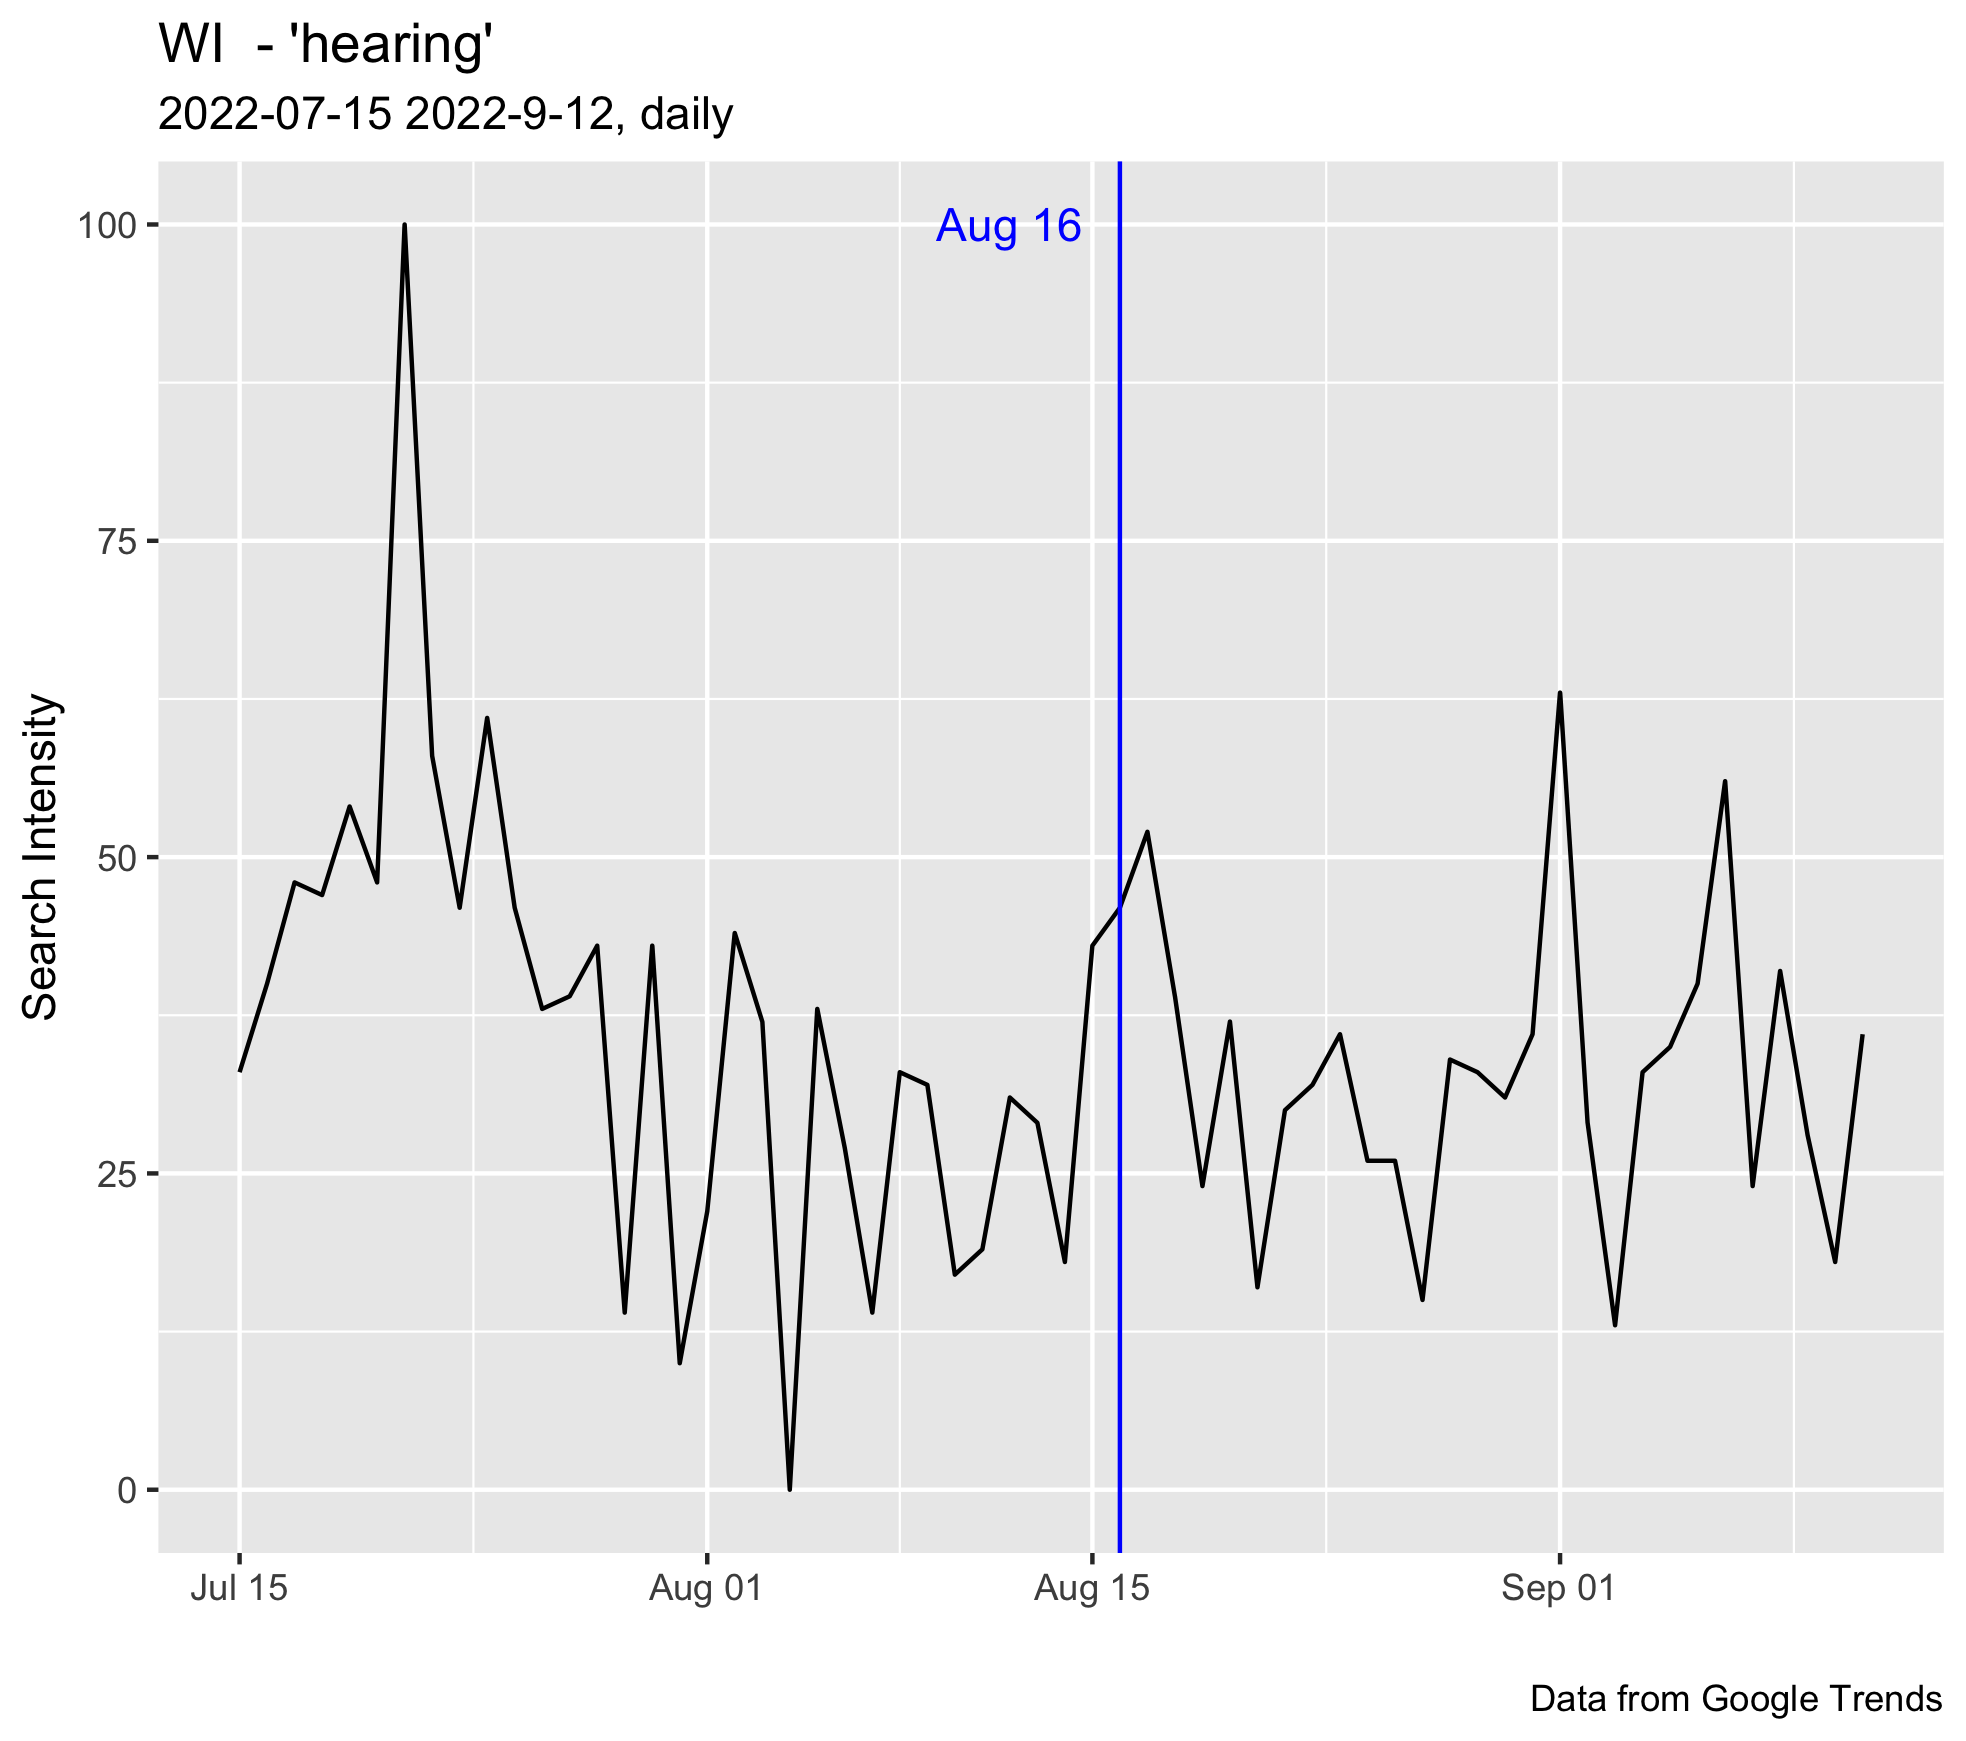 WI  - 'hearing'
2022-07-15 2022-9-12, daily
Search Intensity
100
75
50
25
0
Aug 16
Jul 15
Aug 01
Aug 15
Sep 01
Data from Google Trends